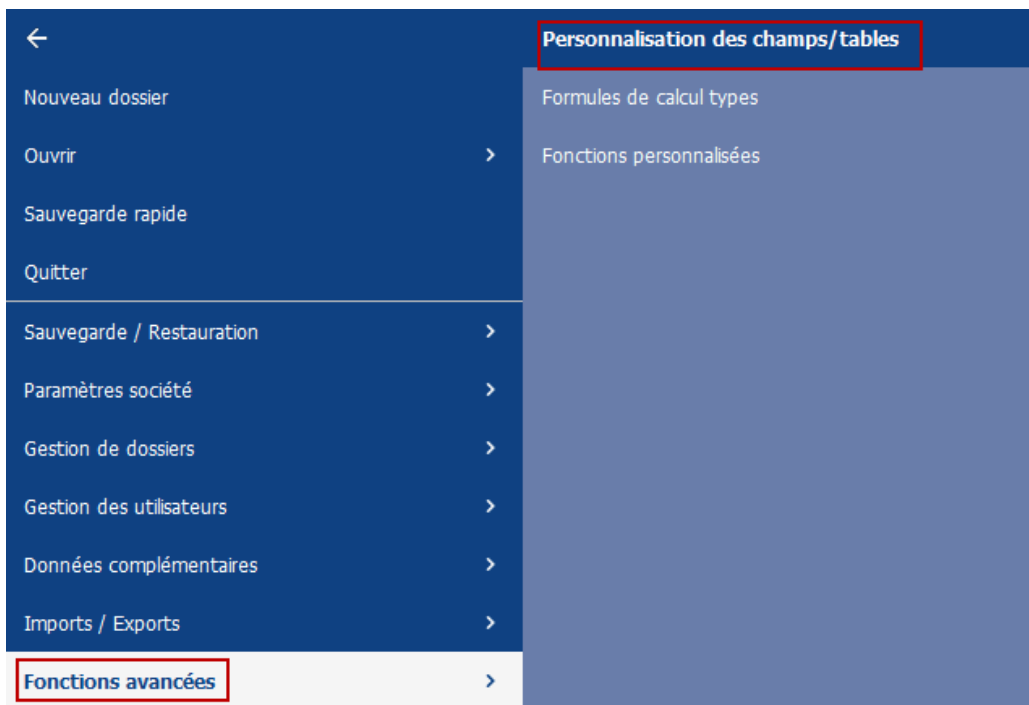 Nouveau dossier
Ouvrir
Sauvegarde rapide
Quitter
Sauvegarde / Restauration
Paramètres société
Gestion de dossiers
Gestion des utilisateurs
Données complémentaires
Imports / Exports
Fonctions avancées
Personnalisation des champs/tables
Formules de calcul types
Fonctions personnalisées